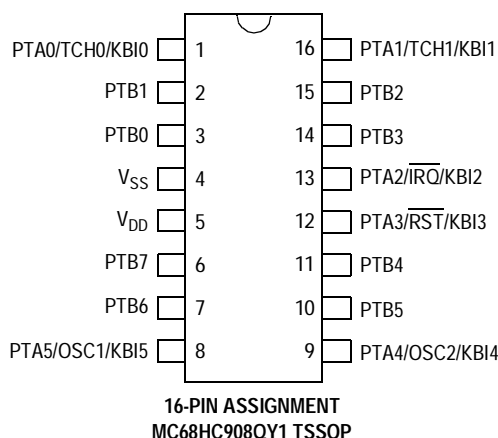 PTA0/TCH0/KBI0 1 16 PTA1/TCH1/KBI1
PTB1 2 15 PTB2
PTB0 3 14 PTB3
VSS 4 13 PTA2/IRQ/KBI2
VDD 5 12 PTA3/RST/KBI3
PTB7 6 11 PTB4
PTB6 7 10 PTB5
PTA5/OSC1/KBI5 8 9 PTA4/OSC2/KBI4
16-PIN ASSIGNMENT
MC68HC908QY1 TSSOP